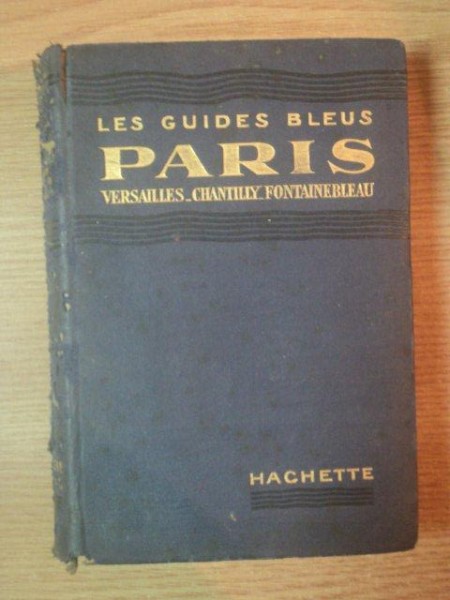 LES GUIDES BLEUS
PARIS
VERSAILLES_CHANTILLY_FONTAINEBLEAU
HACHETTE